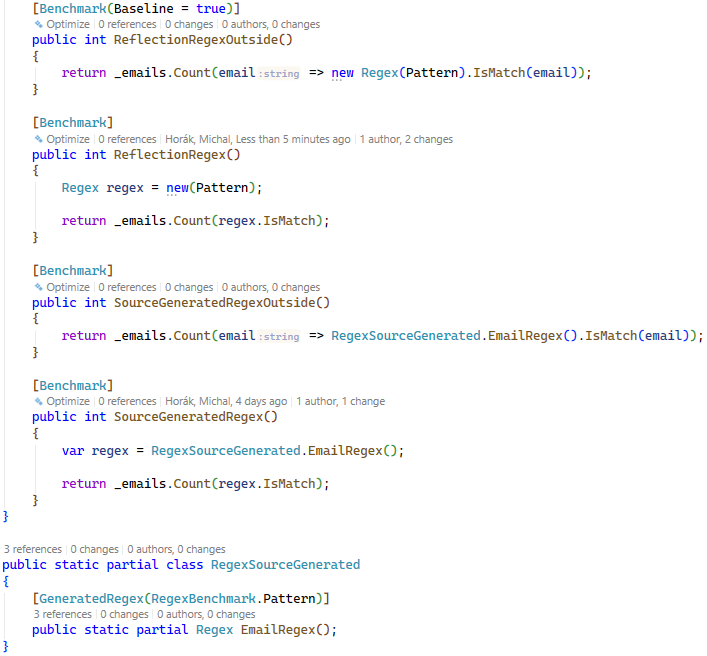 [Benchmark(Baseline = true)]
Optimize | 0 references | 0 changes | 0 authors, 0 changes
public int ReflectionRegexOutside()
{
return _emails.Count(email:string => new Regex(Pattern).IsMatch(email));
}
[Benchmark]
Optimize | 0 references | Horák, Michal, Less than 5 minutes ago | 1 author, 2 changes
public int ReflectionRegex()
{
Regex regex = new(Pattern);
return _emails.Count(regex.IsMatch);
}
[Benchmark]
Optimize | 0 references | 0 changes | 0 authors, 0 changes
public int SourceGeneratedRegexOutside()
{
return _emails.Count(email:string => RegexSourceGenerated.EmailRegex().IsMatch(email));
}
[Benchmark]
Optimize | 0 references | Horák, Michal, 4 days ago | 1 author, 1 change
public int SourceGeneratedRegex()
{
var regex = RegexSourceGenerated.EmailRegex();
return _emails.Count(regex.IsMatch);
}
}
3 references | 0 changes | 0 authors, 0 changes
public static partial class RegexSourceGenerated
{
[GeneratedRegex(RegexBenchmark.Pattern)]
3 references | 0 changes | 0 authors, 0 changes
public static partial Regex EmailRegex();
}